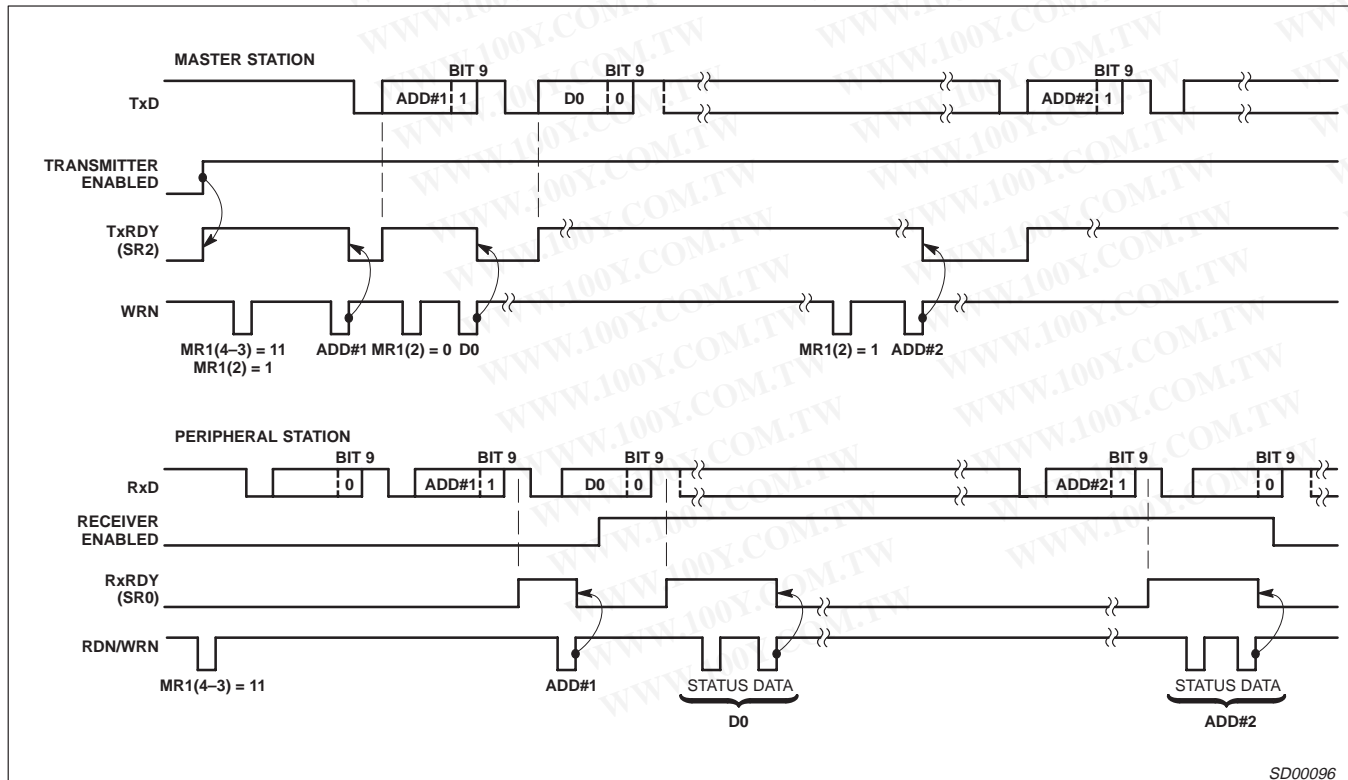 MASTER STATION
BIT 9 BIT 9 BIT 9
TxD ADD#1 1 D0 0 ADD#2 1
TRANSMITTER
ENABLED
TxRDY
(SR2)
WRN
MR1(4–3) = 11 ADD#1 MR1(2) = 0 D0 MR1(2) = 1 ADD#2
MR1(2) = 1
PERIPHERAL STATION
BIT 9 BIT 9 BIT 9 BIT 9 BIT 9
RxD 0 ADD#1 1 D0 0 ADD#2 1 0
RECEIVER
ENABLED
RxRDY
(SR0)
RDN/WRN
MR1(4–3) = 11 ADD#1 STATUS DATA STATUS DATA
D0 ADD#2
SD00096
WWW.100Y.COM.TW